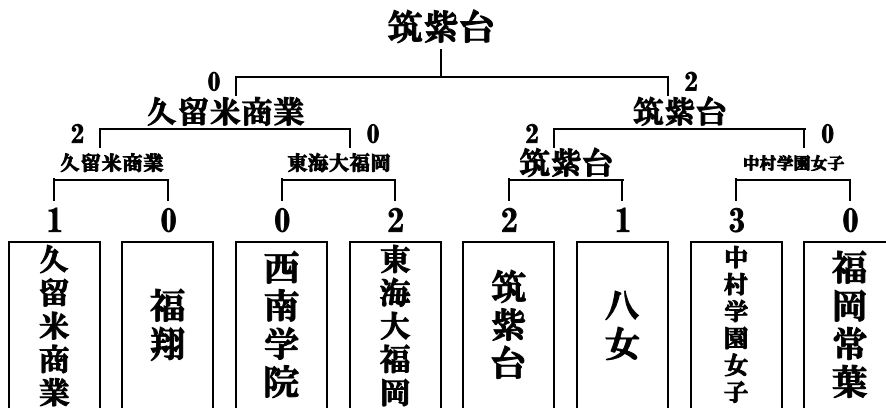 筑紫台
0 2
久留米商業 筑紫台
2 0 2 0
久留米商業 東海大福岡 筑紫台 中村学園女子
1 0 0 2 2 1 3 0
久留米商業
福翔
西南学院
東海大福岡
筑紫台
八女
中村学園女子
福岡常葉